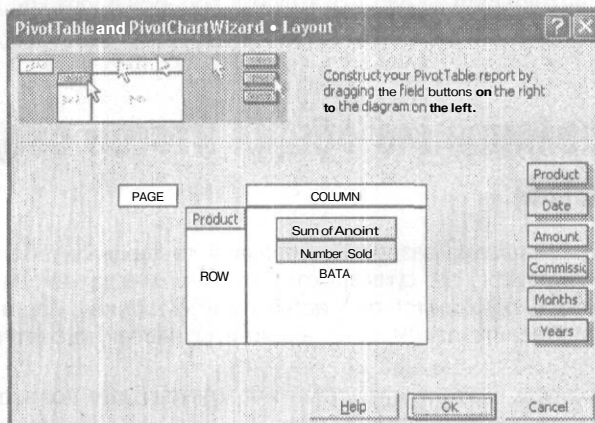 PivotTable and PivotChart Wizard • Layout
Construct your PivotTable report by
dragging the field buttons on the right
to the diagram on the left.
PAGE
COLUMN
Product
Sum of Anoint
Number Sold
ROW
BATA
Product
Date
Amount
Commissic
Months
Years
Help
OK
Cancel